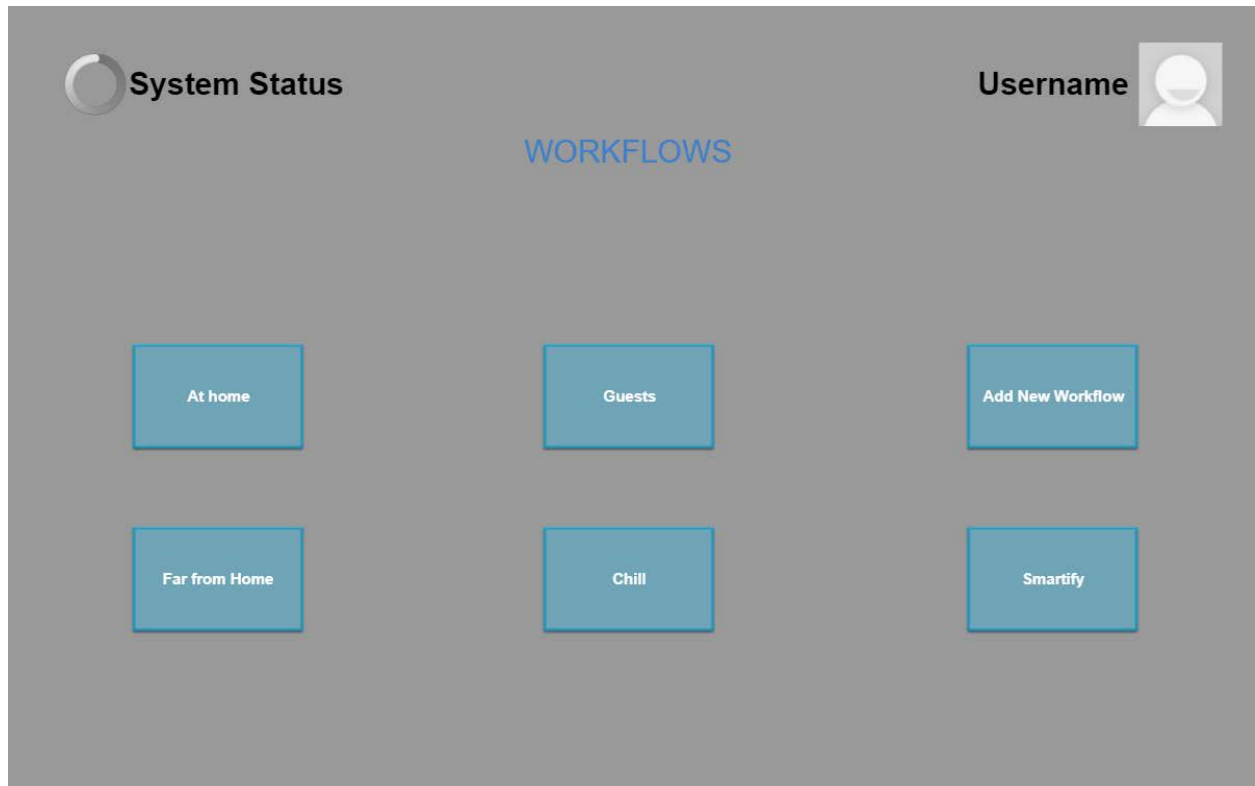 System Status
Username
WORKFLOWS
At home
Guests
Add New Workflow
Far from Home
Chill
Smartify